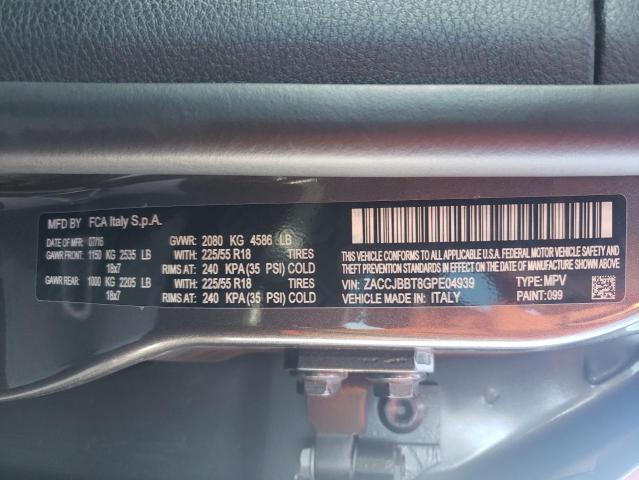 MFD BY FCA Italy S.p.A.
DATE OF MFR: 07/16 GVWR: 2080 KG 4586 LB
GAWR FRONT: 1150 KG 2535 LB WITH: 225/55 R18 TIRES
18x7 RIMS AT: 240 KPA(35 PSI) COLD
GAWR REAR: 1000 KG 2205 LB WITH: 225/55 R18 TIRES
18x7 RIMS AT: 240 KPA(35 PSI) COLD
THIS VEHICLE CONFORMS TO ALL APPLICABLE U.S.A. FEDERAL MOTOR VEHICLE SAFETY
AND THEFT PREVENTION STANDARDS IN EFFECT
ON THE DATE OF MANUFACTURE SHOWN ABOVE
VIN: ZACCJBBT8GPE04939 TYPE: MPV
VEHICLE MADE IN: ITALY PAINT: 099